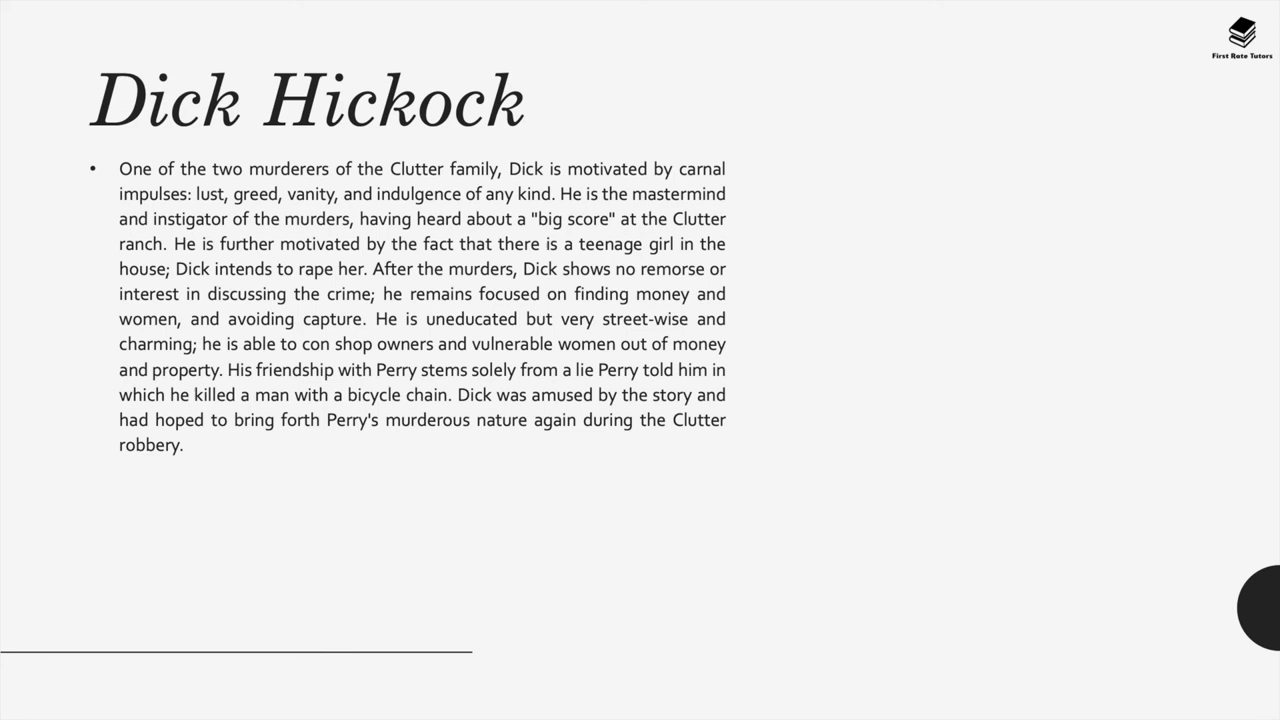 First Rate Tutors
Dick Hickock
• One of the two murderers of the Clutter family, Dick is motivated by carnal
impulses: lust, greed, vanity, and indulgence of any kind. He is the mastermind
and instigator of the murders, having heard about a "big score" at the Clutter
ranch. He is further motivated by the fact that there is a teenage girl in the
house; Dick intends to rape her. After the murders, Dick shows no remorse or
interest in discussing the crime; he remains focused on finding money and
women, and avoiding capture. He is uneducated but very street-wise and
charming; he is able to con shop owners and vulnerable women out of money
and property. His friendship with Perry stems solely from a lie Perry told him in
which he killed a man with a bicycle chain. Dick was amused by the story and
had hoped to bring forth Perry's murderous nature again during the Clutter
robbery.